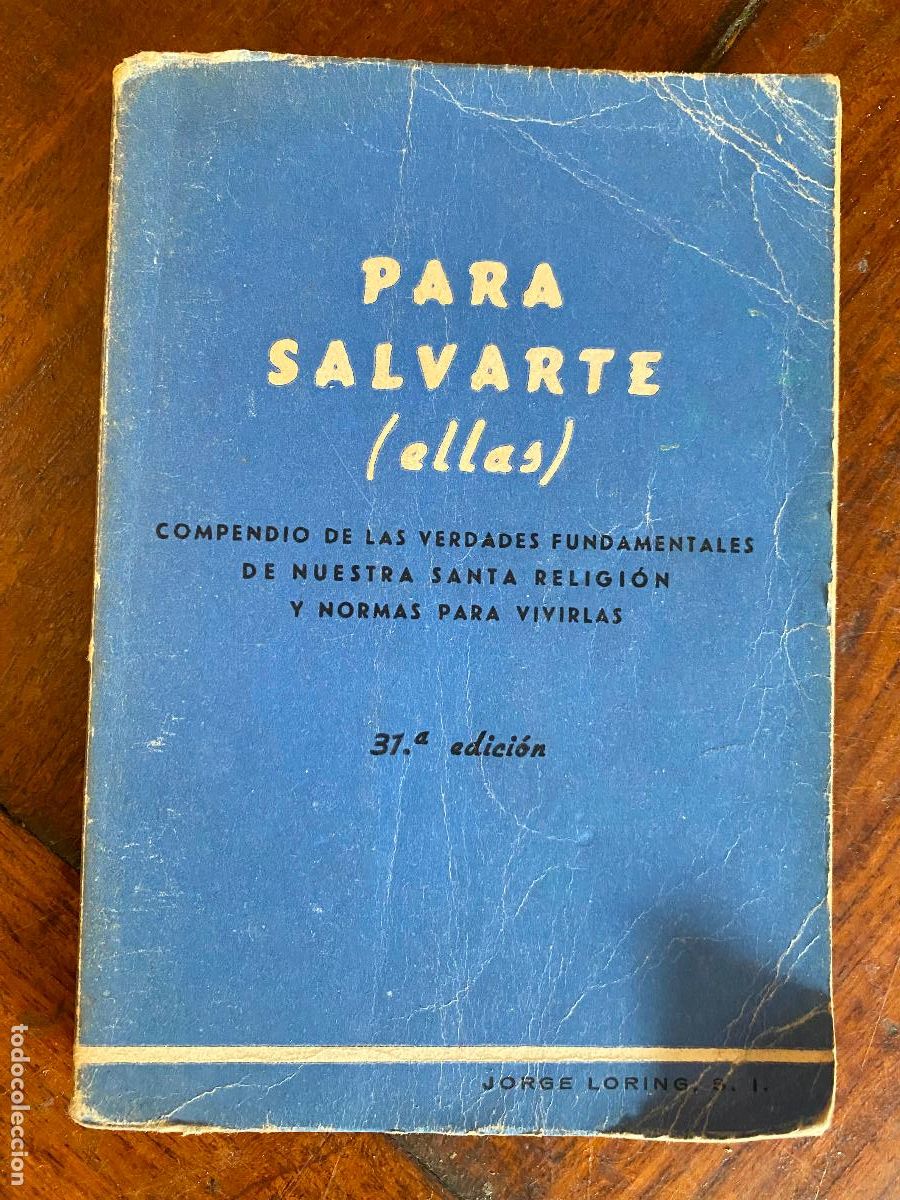 PARA
SALVARTE
(ellas)
COMPENDIO DE LAS VERDADES FUNDAMENTALES
DE NUESTRA SANTA RELIGIÓN
Y NORMAS PARA VIVIRLAS
31.ª edición
JORGE LORING, S. I.
todocoleccion